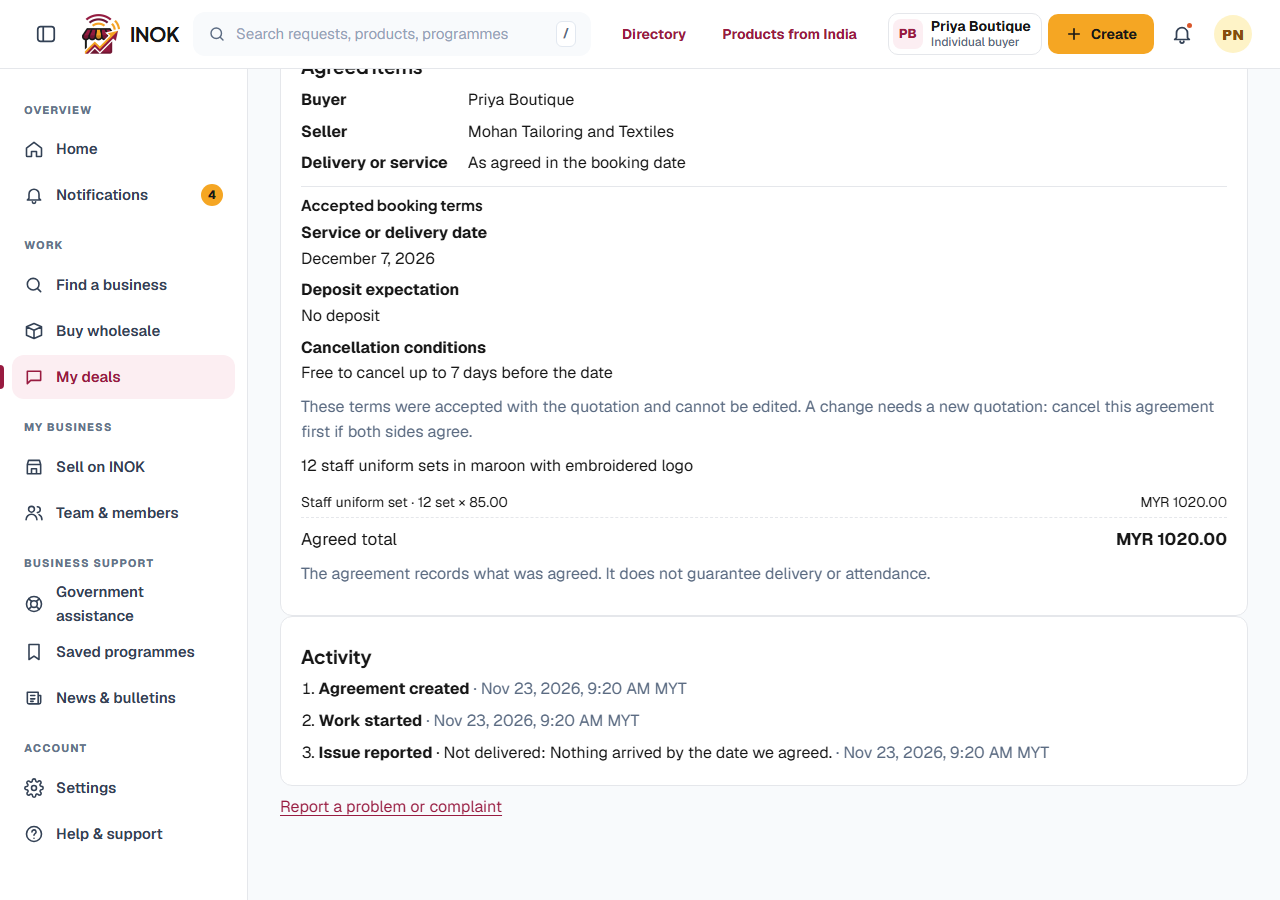 INOK
Search requests, products, programmes
/
Directory
Products from India
PB
Priya Boutique
Individual buyer
Create
PN
OVERVIEW
Home
Notifications
4
WORK
Find a business
Buy wholesale
My deals
MY BUSINESS
Sell on INOK
Team & members
BUSINESS SUPPORT
Government
assistance
Saved programmes
News & bulletins
ACCOUNT
Settings
Help & support
Agreed items
Buyer Priya Boutique
Seller Mohan Tailoring and Textiles
Delivery or service As agreed in the booking date
Accepted booking terms
Service or delivery date
December 7, 2026
Deposit expectation
No deposit
Cancellation conditions
Free to cancel up to 7 days before the date
These terms were accepted with the quotation and cannot be edited. A change needs a new quotation: cancel this agreement
first if both sides agree.
12 staff uniform sets in maroon with embroidered logo
Staff uniform set · 12 set × 85.00 MYR 1020.00
Agreed total MYR 1020.00
The agreement records what was agreed. It does not guarantee delivery or attendance.
Activity
1. Agreement created · Nov 23, 2026, 9:20 AM MYT
2. Work started · Nov 23, 2026, 9:20 AM MYT
3. Issue reported · Not delivered: Nothing arrived by the date we agreed. · Nov 23, 2026, 9:20 AM MYT
Report a problem or complaint